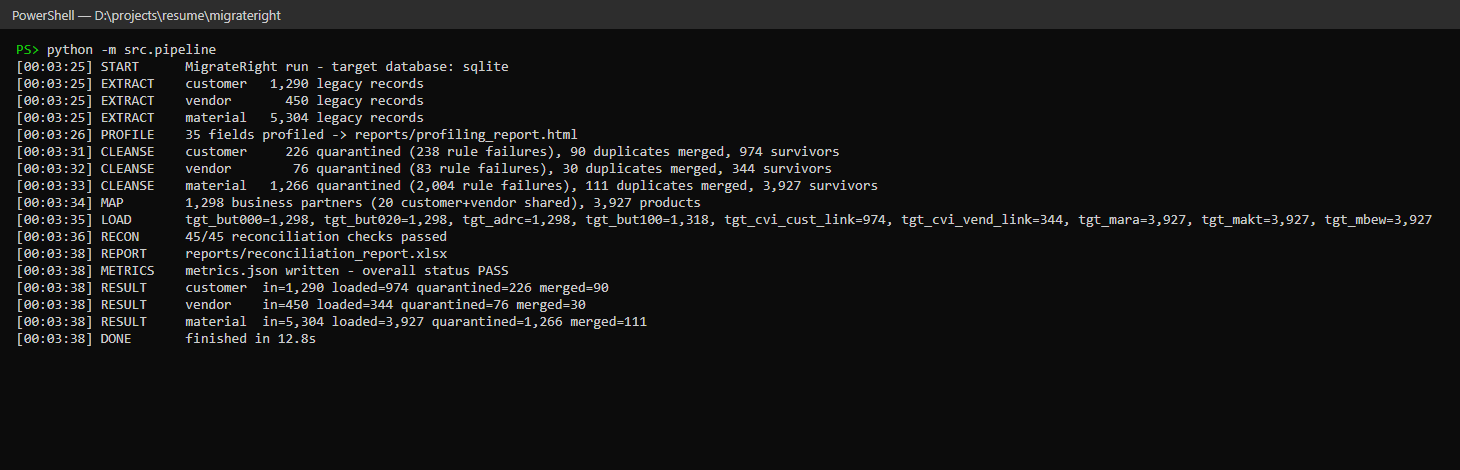 PowerShell — D:\projects\resume\migrateright
PS> python -m src.pipeline
[00:03:25] START      MigrateRight run - target database: sqlite
[00:03:25] EXTRACT    customer   1,290 legacy records
[00:03:25] EXTRACT    vendor       450 legacy records
[00:03:25] EXTRACT    material   5,304 legacy records
[00:03:26] PROFILE    35 fields profiled -> reports/profiling_report.html
[00:03:31] CLEANSE    customer     226 quarantined (238 rule failures), 90 duplicates merged, 974 survivors
[00:03:32] CLEANSE    vendor        76 quarantined (83 rule failures), 30 duplicates merged, 344 survivors
[00:03:33] CLEANSE    material   1,266 quarantined (2,004 rule failures), 111 duplicates merged, 3,927 survivors
[00:03:34] MAP        1,298 business partners (20 customer+vendor shared), 3,927 products
[00:03:35] LOAD       tgt_but000=1,298, tgt_but020=1,298, tgt_adrc=1,298, tgt_but100=1,318, tgt_cvi_cust_link=974, tgt_cvi_vend_link=344, tgt_mara=3,927, tgt_makt=3,927, tgt_mbew=3,927
[00:03:36] RECON      45/45 reconciliation checks passed
[00:03:38] REPORT     reports/reconciliation_report.xlsx
[00:03:38] METRICS    metrics.json written - overall status PASS
[00:03:38] RESULT     customer  in=1,290 loaded=974 quarantined=226 merged=90
[00:03:38] RESULT     vendor    in=450 loaded=344 quarantined=76 merged=30
[00:03:38] RESULT     material  in=5,304 loaded=3,927 quarantined=1,266 merged=111
[00:03:38] DONE       finished in 12.8s